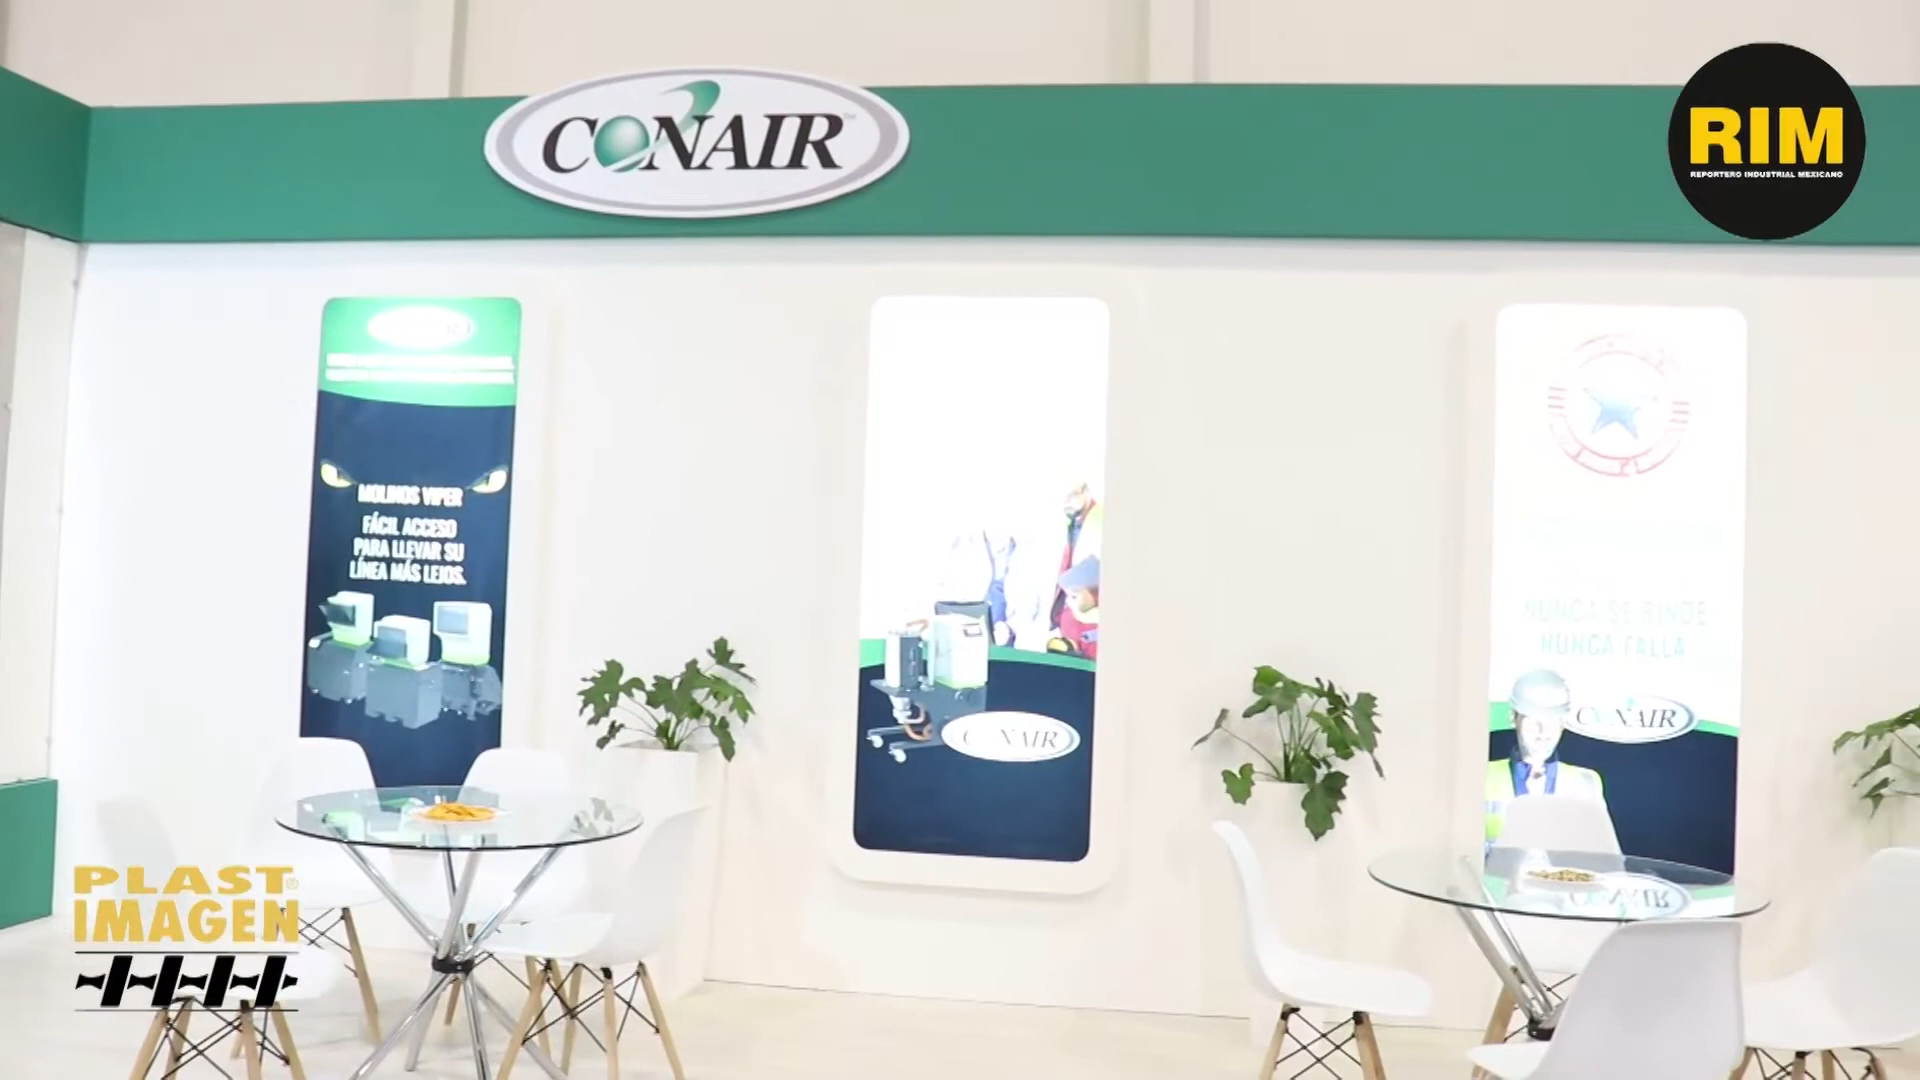 CONAIR
RIM
REPORTERO INDUSTRIAL MEXICANO
MOLINOS VIPER
FÁCIL ACCESO
PARA LLEVAR SU
LÍNEA MÁS LEJOS.
CONAIR
NUNCA SE RINDE
NUNCA FALLA
CONAIR
PLAST
IMAGEN